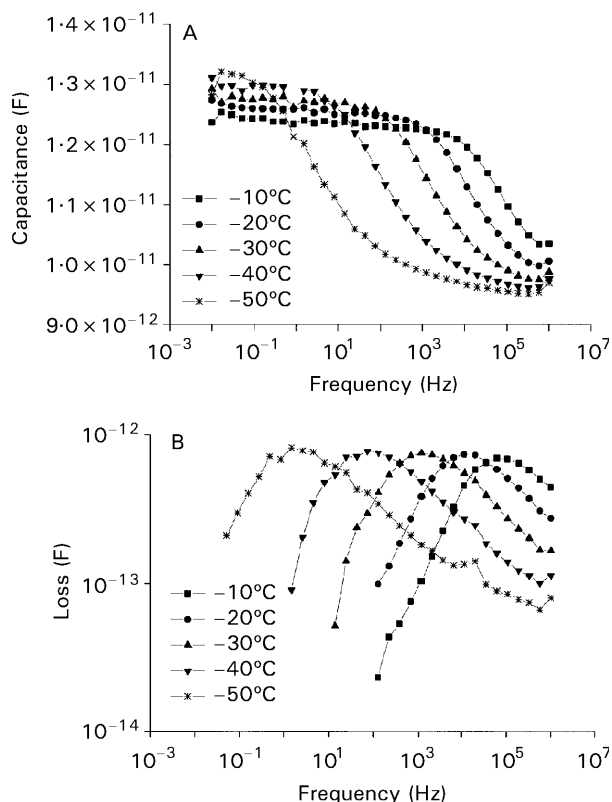 A
1·4 × 10⁻¹¹
1·3 × 10⁻¹¹
1·2 × 10⁻¹¹
1·1 × 10⁻¹¹
1·0 × 10⁻¹¹
9·0 × 10⁻¹²
Capacitance (F)
–10ºC
–20ºC
–30ºC
–40ºC
–50ºC
10⁻³ 10⁻¹ 10¹ 10³ 10⁵ 10⁷
Frequency (Hz)
B
10⁻¹²
10⁻¹³
10⁻¹⁴
Loss (F)
–10ºC
–20ºC
–30ºC
–40ºC
–50ºC
10⁻³ 10⁻¹ 10¹ 10³ 10⁵ 10⁷
Frequency (Hz)